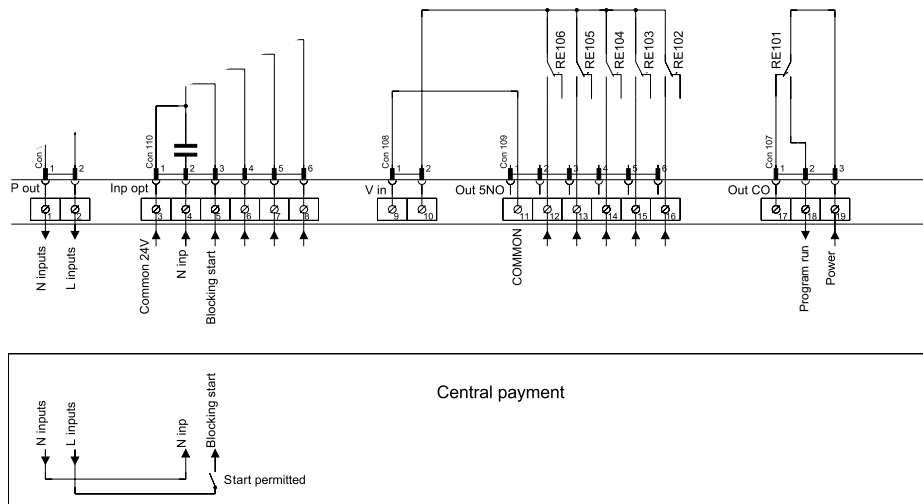 RE106
RE105
RE104
RE103
RE102
RE101
Con
1
2
Con 110
1
2
3
4
5
6
Con 108
1
2
Con 109
1
2
3
4
5
6
Con 107
1
2
3
P out
Inp opt
V in
Out 5NO
Out CO
1
2
3
4
5
6
7
8
9
10
11
12
13
14
15
16
17
18
19
N inputs
L inputs
Common 24V
N inp
Blocking start
COMMON
Program run
Power
Central payment
N inputs
L inputs
N inp
Blocking start
Start permitted